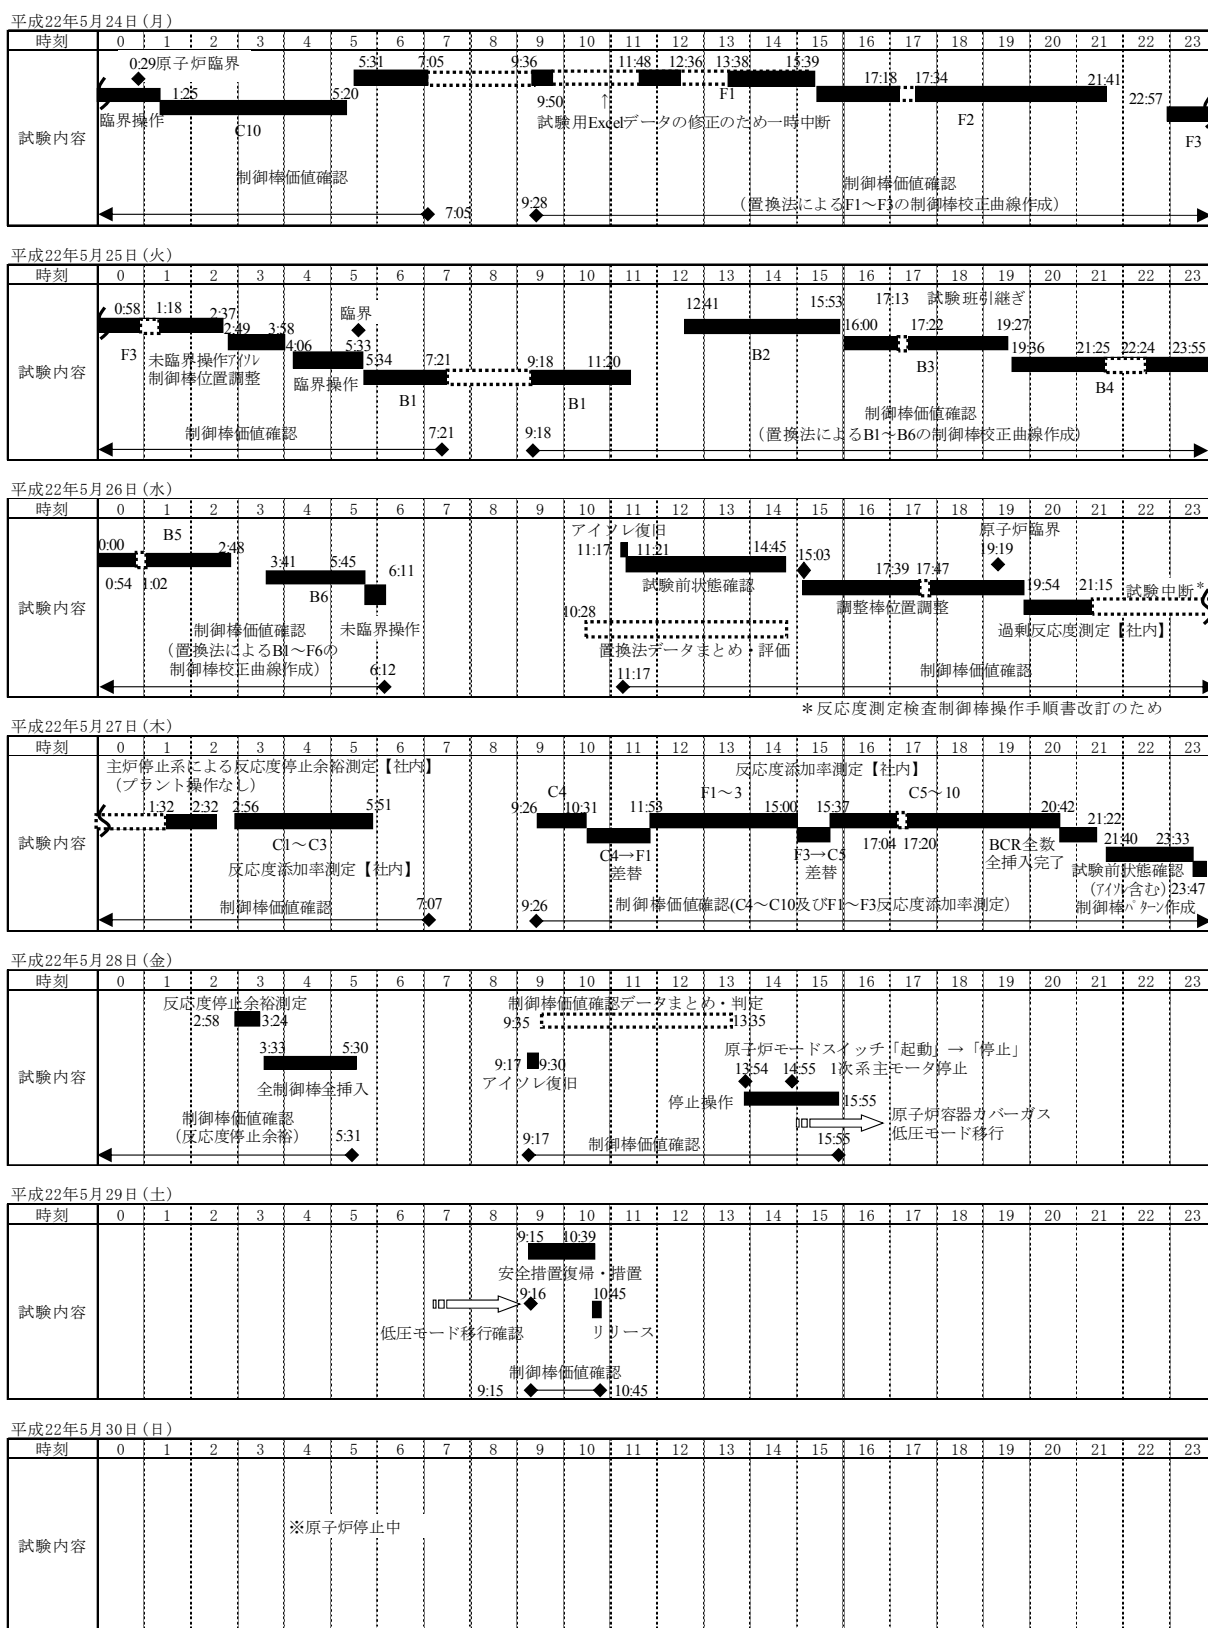 平成22年5月24日(月)
時刻 0 1 2 3 4 5 6 7 8 9 10 11 12 13 14 15 16 17 18 19 20 21 22 23
0:29 原子炉臨界 5:31 7:05 9:36 11:48 12:36 13:38 15:39 17:18 17:34 21:41
1:25 5:20 9:50 ↑ F1 22:57
臨界操作 C10 試験用Excelデータの修正のため一時中断 F2
試験内容 F3
制御棒価値確認 制御棒価値確認
7:05 9:28 (置換法によるF1~F3の制御棒校正曲線作成)
平成22年5月25日(火)
時刻 0 1 2 3 4 5 6 7 8 9 10 11 12 13 14 15 16 17 18 19 20 21 22 23
0:58 1:18 2:37 臨界 12:41 15:53 17:13 試験班引継ぎ
2:49 3:58 16:00 17:22 19:27
F3 未臨界操作アイソレ 4:06 5:33 B2 19:36 21:25 22:24 23:55
5:34 7:21 9:18 11:20 B3
試験内容 制御棒位置調整 臨界操作 B4
B1 B1
制御棒価値確認 制御棒価値確認
7:21 9:18 (置換法によるB1~B6の制御棒校正曲線作成)
平成22年5月26日(水)
時刻 0 1 2 3 4 5 6 7 8 9 10 11 12 13 14 15 16 17 18 19 20 21 22 23
B5 アイソレ復旧 原子炉臨界
0:00 2:48 11:17 11:21 14:45 19:19
3:41 5:45 6:11 15:03 17:39 17:47
0:54 1:02 B6 試験前状態確認 19:54 21:15 試験中断*
試験内容 10:28 調整棒位置調整
制御棒価値確認 未臨界操作 過剰反応度測定【社内】
(置換法によるB1~F6の 置換法データまとめ・評価
制御棒校正曲線作成) 6:12 11:17 制御棒価値確認
*反応度測定検査制御棒操作手順書改訂のため
平成22年5月27日(木)
時刻 0 1 2 3 4 5 6 7 8 9 10 11 12 13 14 15 16 17 18 19 20 21 22 23
主炉停止系による反応度停止余裕測定【社内】 反応度添加率測定【社内】
(プラント操作なし) C4 F1~3 C5~10
1:32 2:32 2:56 5:51 9:26 10:31 11:53 15:00 15:37 20:42
21:22
試験内容 C1~C3 C4→F1 F3→C5 17:04 17:20 BCR全数 21:40 23:33
反応度添加率測定【社内】 差替 差替 全挿入完了 試験前状態確認
(アイソレ含む) 23:47
制御棒価値確認 7:07 9:26 制御棒価値確認(C4~C10及びF1~F3反応度添加率測定) 制御棒パターン作成
平成22年5月28日(金)
時刻 0 1 2 3 4 5 6 7 8 9 10 11 12 13 14 15 16 17 18 19 20 21 22 23
反応度停止余裕測定 制御棒価値確認データまとめ・判定
2:58 3:24 9:35 13:35
3:33 5:30 原子炉モードスイッチ「起動」→「停止」
9:17 9:30 13:54 14:55 1次系主モータ停止
試験内容 全制御棒全挿入 アイソレ復旧 停止操作 15:55
制御棒価値確認 原子炉容器カバーガス
(反応度停止余裕) 低圧モード移行
5:31 9:17 制御棒価値確認 15:55
平成22年5月29日(土)
時刻 0 1 2 3 4 5 6 7 8 9 10 11 12 13 14 15 16 17 18 19 20 21 22 23
9:15 10:39
安全措置復帰・措置
9:16 10:45
試験内容
低圧モード移行確認 リリース
制御棒価値確認
9:15 10:45
平成22年5月30日(日)
時刻 0 1 2 3 4 5 6 7 8 9 10 11 12 13 14 15 16 17 18 19 20 21 22 23
※原子炉停止中
試験内容